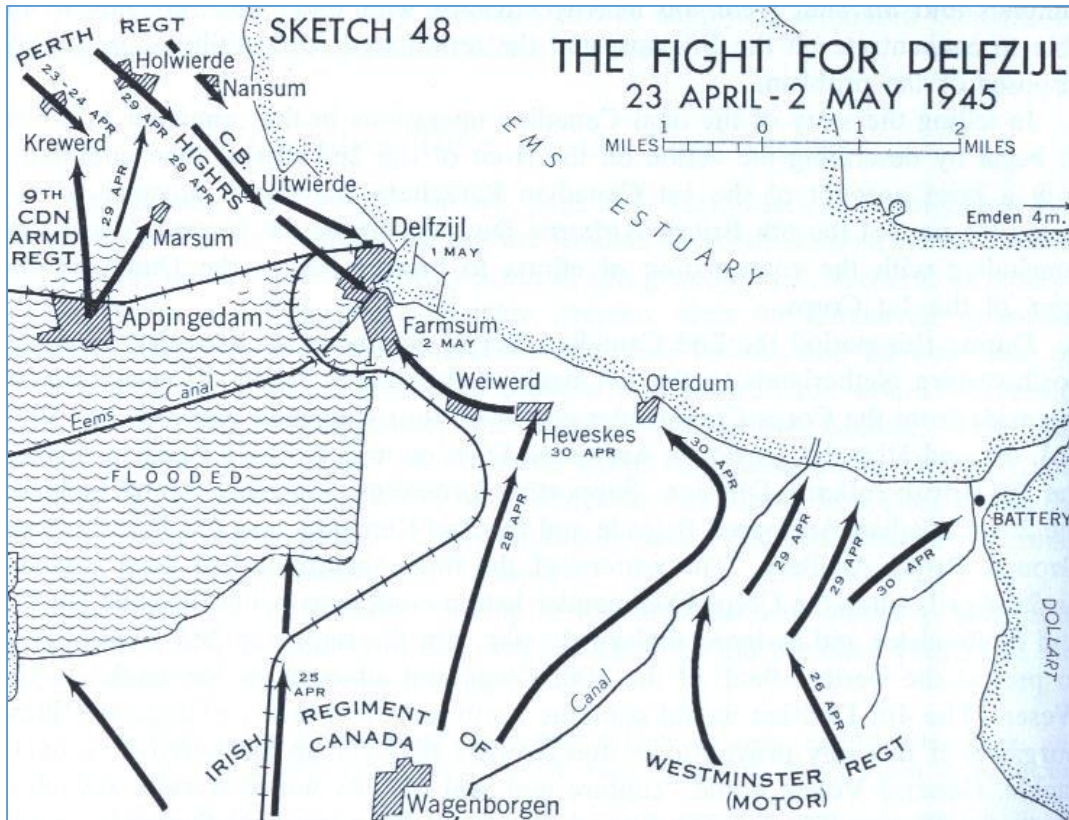 SKETCH 48
THE FIGHT FOR DELFZIJL
23 APRIL - 2 MAY 1945
1 0 1 2
MILES MILES
PERTH REGT
23-24 APR
29 APR
Holwierde
Nansum
Krewerd
C.B. HIGHRS
29 APR
29 APR
9TH
CDN
ARMD
REGT
Marsum
Uitwierde
Delfzijl
1 MAY
EMS ESTUARY
Emden 4m.
Appingedam
Farmsum
2 MAY
Eems Canal
Weiwerd
Oterdum
Heveskes
30 APR
30 APR
FLOODED
28 APR
29 APR
29 APR
30 APR
BATTERY
DOLLART
25
APR
26 APR
IRISH REGIMENT OF
CANADA
Canal
WESTMINSTER REGT
(MOTOR)
Wagenborgen